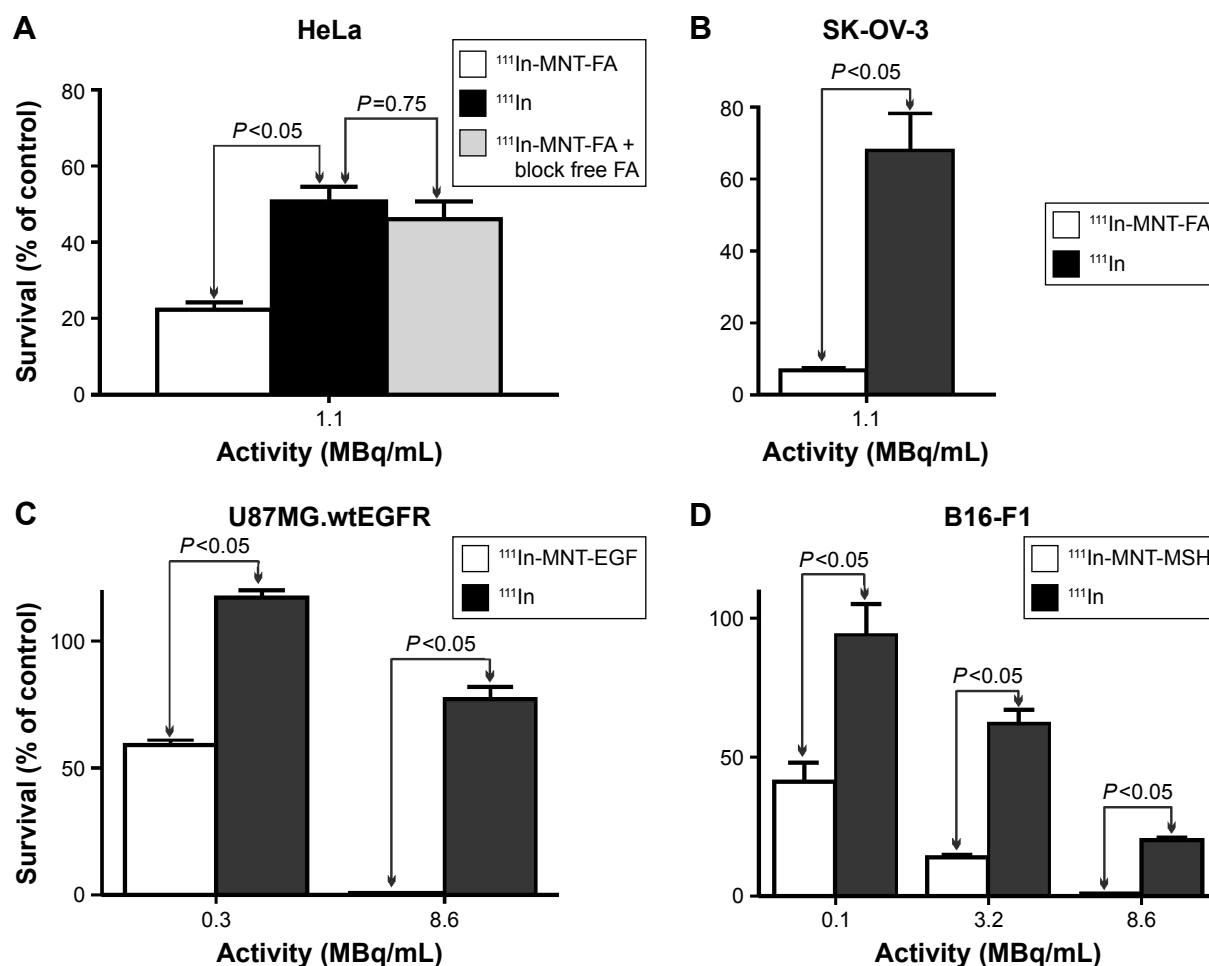 A
HeLa
¹¹¹In-MNT-FA
¹¹¹In
¹¹¹In-MNT-FA +
block free FA
P<0.05
P=0.75
Survival (% of control)
80
60
40
20
0
1.1
Activity (MBq/mL)
B
SK-OV-3
P<0.05
¹¹¹In-MNT-FA
¹¹¹In
80
60
40
20
0
1.1
Activity (MBq/mL)
C
U87MG.wtEGFR
¹¹¹In-MNT-EGF
¹¹¹In
P<0.05
P<0.05
Survival (% of control)
100
50
0
0.3 8.6
Activity (MBq/mL)
D
B16-F1
¹¹¹In-MNT-MSH
¹¹¹In
P<0.05
P<0.05
P<0.05
100
50
0
0.1 3.2 8.6
Activity (MBq/mL)